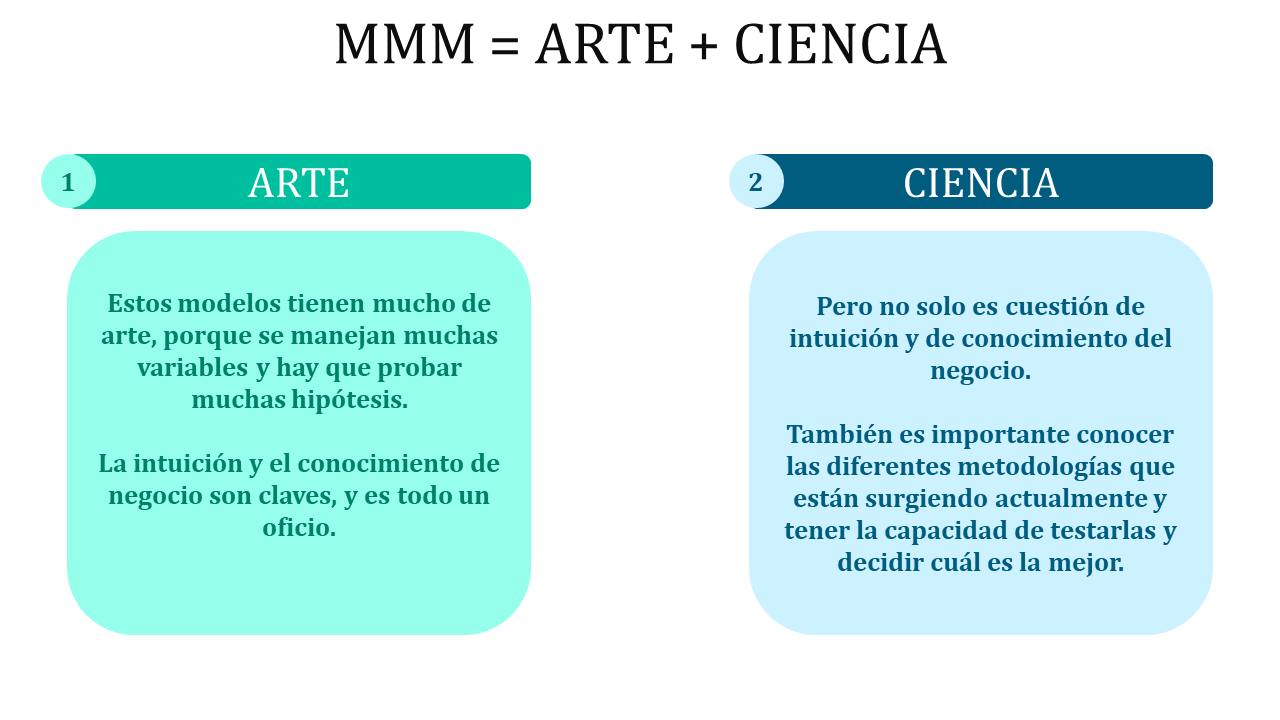 MMM = ARTE + CIENCIA
1
ARTE
Estos modelos tienen mucho de
arte, porque se manejan muchas
variables y hay que probar
muchas hipótesis.
La intuición y el conocimiento de
negocio son claves, y es todo un
oficio.
2
CIENCIA
Pero no solo es cuestión de
intuición y de conocimiento del
negocio.
También es importante conocer
las diferentes metodologías que
están surgiendo actualmente y
tener la capacidad de testarlas y
decidir cuál es la mejor.